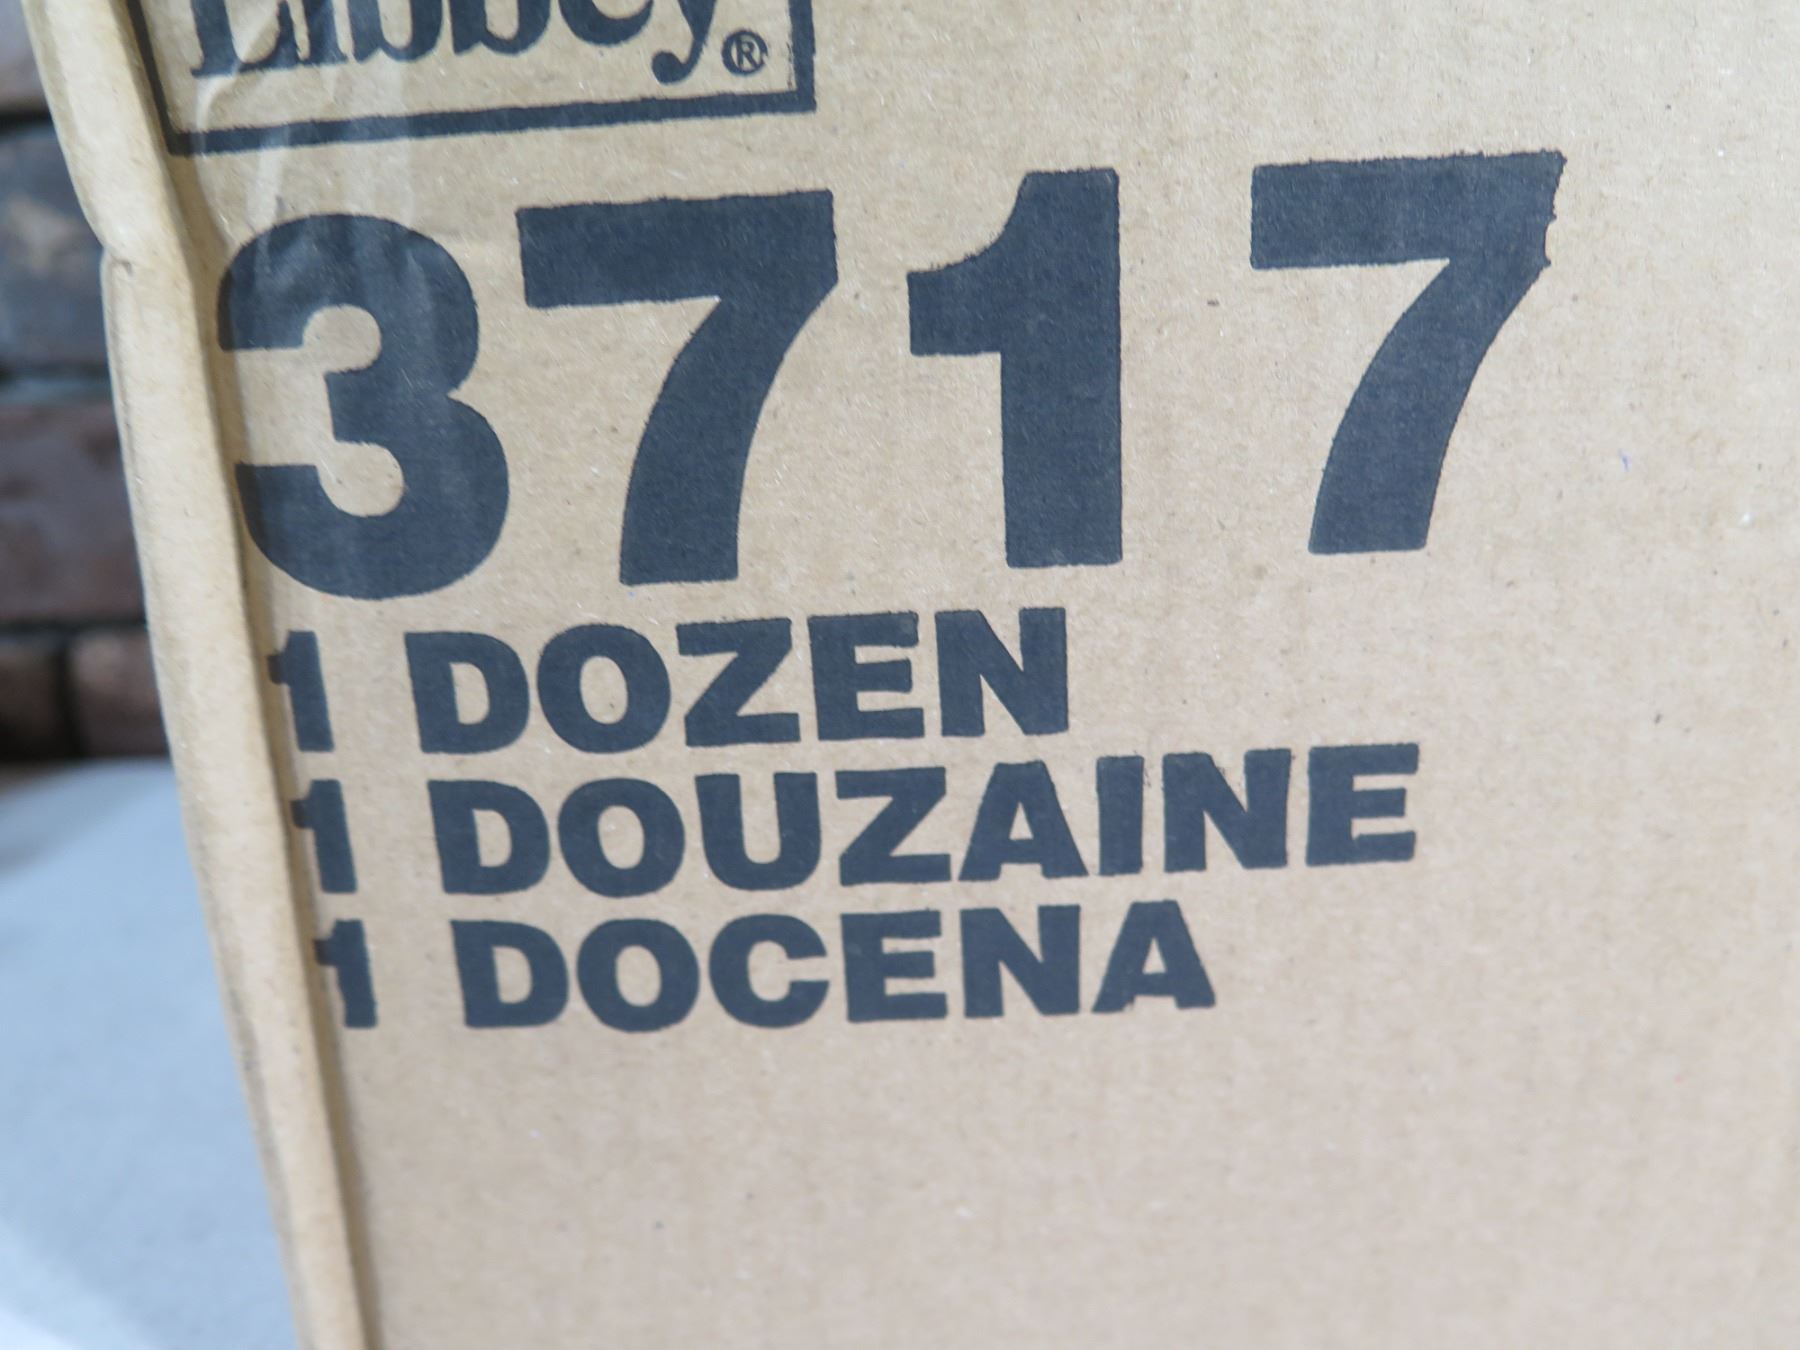 Libbey®
3717
1 DOZEN
1 DOUZAINE
1 DOCENA